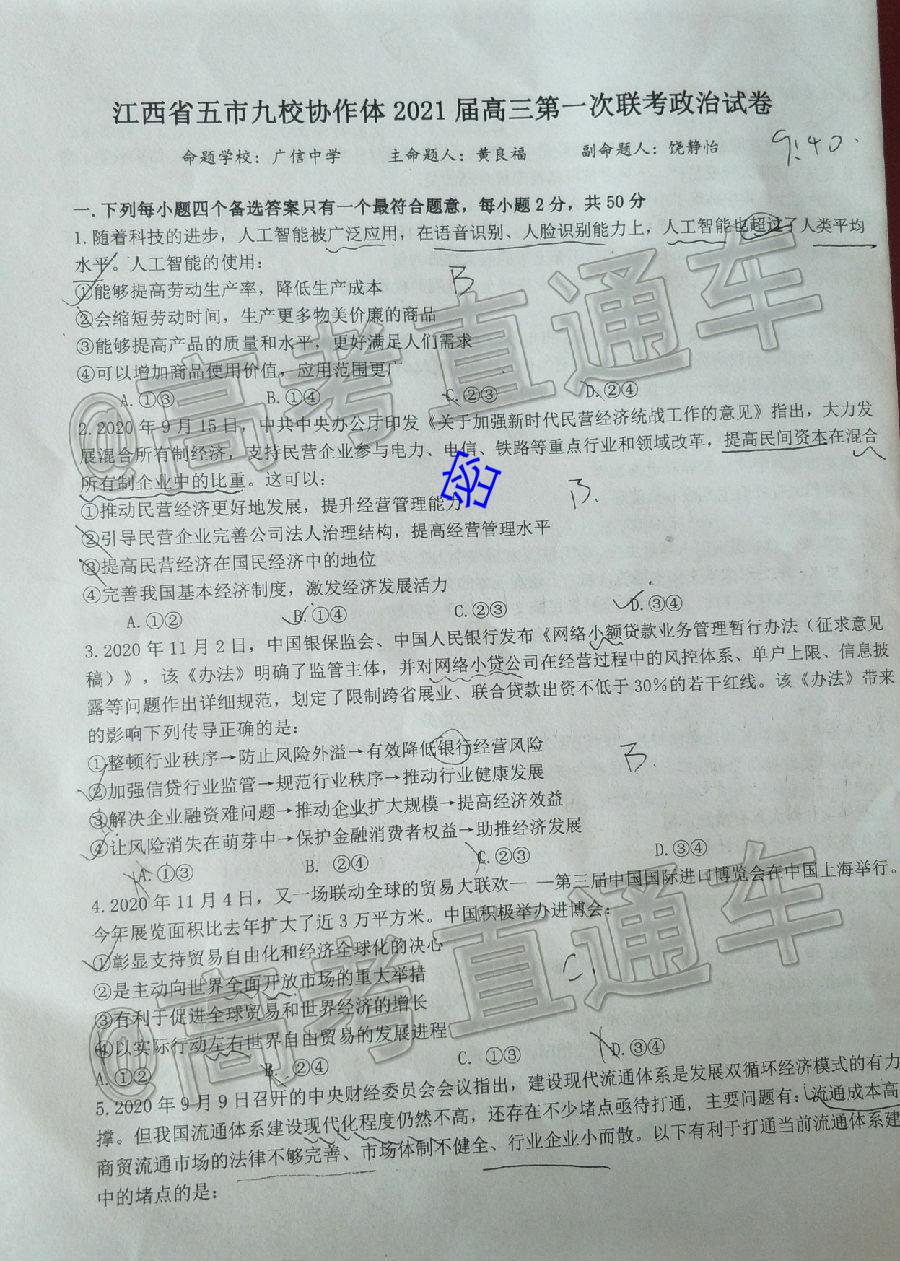 江西省五市九校协作体2021届高三第一次联考政治试卷
命题学校：广信中学 主命题人：黄良福 副命题人：饶静怡
9:40.
一.下列每小题四个备选答案只有一个最符合题意，每小题2分，共50分
1.随着科技的进步，人工智能被广泛应用，在语音识别、人脸识别能力上，人工智能也超过了人类平均
水平。人工智能的使用：
①能够提高劳动生产率，降低生产成本
B
②会缩短劳动时间，生产更多物美价廉的商品
③能够提高产品的质量和水平，更好满足人们需求
④可以增加商品使用价值，应用范围更广
A.①③ B.①④ C.②③ D.②④
2.2020年9月15日，中共中央办公厅印发《关于加强新时代民营经济统战工作的意见》指出，大力发
展混合所有制经济，支持民营企业参与电力、电信、铁路等重点行业和领域改革，提高民间资本在混合
所有制企业中的比重。这可以：
①推动民营经济更好地发展，提升经营管理能力
B.
②引导民营企业完善公司法人治理结构，提高经营管理水平
③提高民营经济在国民经济中的地位
④完善我国基本经济制度，激发经济发展活力
A.①② B.①④ C.②③ D.③④
3.2020年11月2日，中国银保监会、中国人民银行发布《网络小额贷款业务管理暂行办法（征求意见
稿）》，该《办法》明确了监管主体，并对网络小贷公司在经营过程中的风控体系、单户上限、信息披
露等问题作出详细规范，划定了限制跨省展业、联合贷款出资不低于30%的若干红线。该《办法》带来
的影响下列传导正确的是：
①整顿行业秩序→防止风险外溢→有效降低银行经营风险
B.
②加强信贷行业监管→规范行业秩序→推动行业健康发展
③解决企业融资难问题→推动企业扩大规模→提高经济效益
④让风险消失在萌芽中→保护金融消费者权益→助推经济发展
A.①③ B.②④ C.②③ D.③④
4.2020年11月4日，又一场联动全球的贸易大联欢— —第三届中国国际进口博览会在中国上海举行。
今年展览面积比去年扩大了近3万平方米。中国积极举办进博会：
①彰显支持贸易自由化和经济全球化的决心
②是主动向世界全面开放市场的重大举措
C
③有利于促进全球贸易和世界经济的增长
④以实际行动左右世界自由贸易的发展进程
A.①② B.②④ C.①③ D.③④
5.2020年9月9日召开的中央财经委员会会议指出，建设现代流通体系是发展双循环经济模式的有力
撑。但我国流通体系建设现代化程度仍然不高，还存在不少堵点亟待打通，主要问题有：流通成本高
商贸流通市场的法律不够完善、市场体制不健全、行业企业小而散。以下有利于打通当前流通体系建
中的堵点的是：
@高考直通车
@高考直通车
密